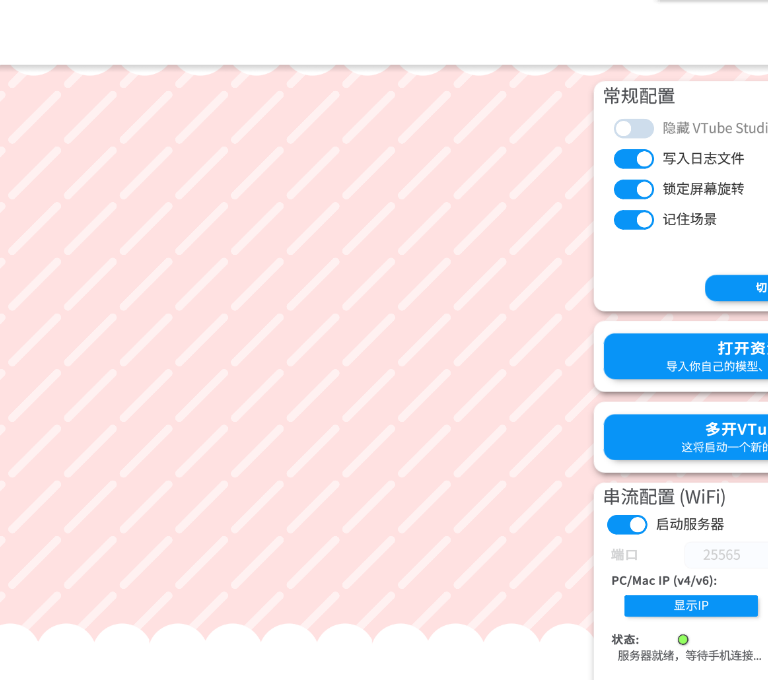 常规配置
隐藏 VTube Studi
写入日志文件
锁定屏幕旋转
记住场景
切
打开资
导入你自己的模型、
多开VTu
这将启动一个新的
串流配置 (WiFi)
启动服务器
端口
25565
PC/Mac IP (v4/v6):
显示IP
状态:
服务器就绪，等待手机连接...